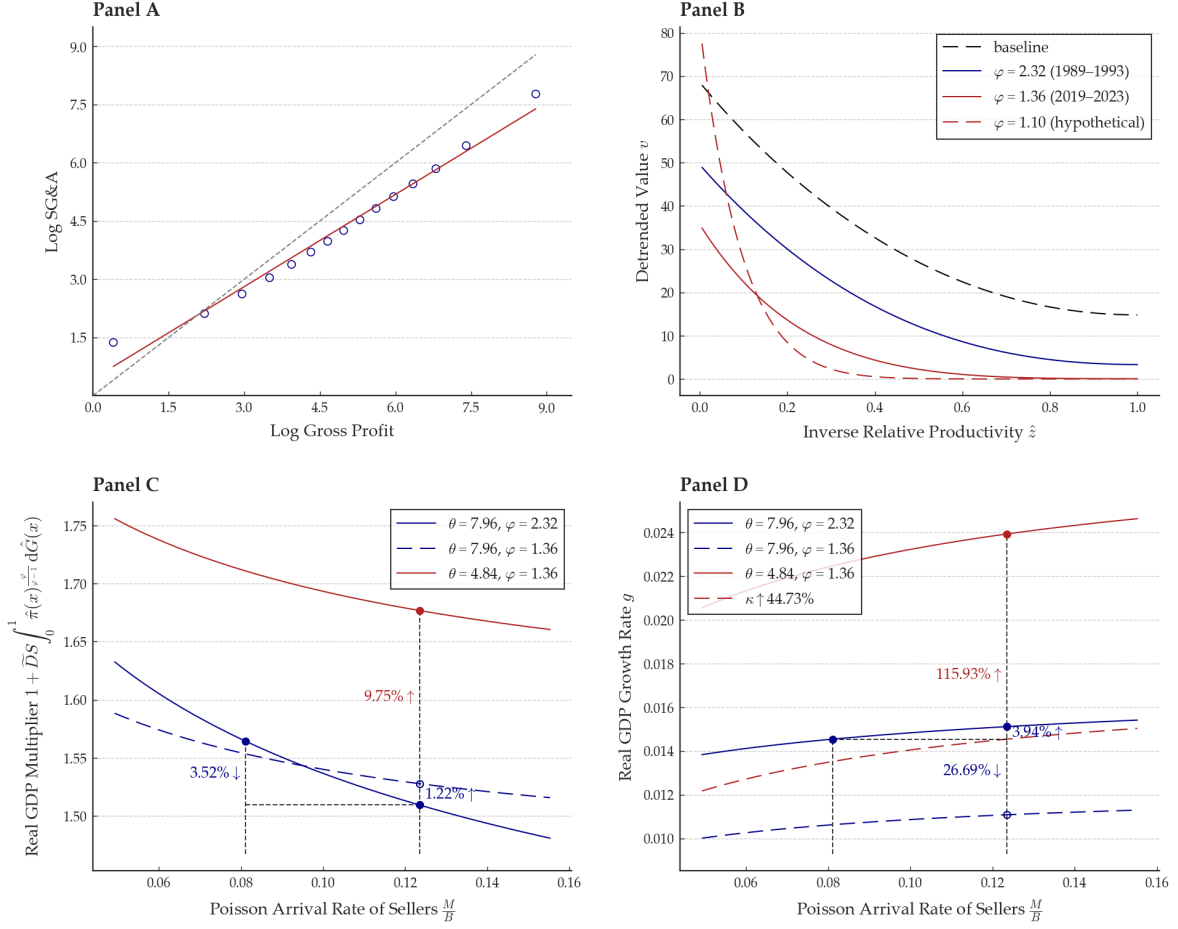 Panel A
Log SG&A
9.0
7.5
6.0
4.5
3.0
1.5
0.0 1.5 3.0 4.5 6.0 7.5 9.0
Log Gross Profit
Panel B
Detrended Value v
80
70
60
50
40
30
20
10
0
baseline
φ = 2.32 (1989–1993)
φ = 1.36 (2019–2023)
φ = 1.10 (hypothetical)
0.0 0.2 0.4 0.6 0.8 1.0
Inverse Relative Productivity ẑ
Panel C
Real GDP Multiplier 1 + D̃S ∫₀¹ π̂(x)^{φ/(φ−1)} dĜ(x)
1.75
1.70
1.65
1.60
1.55
1.50
θ = 7.96, φ = 2.32
θ = 7.96, φ = 1.36
θ = 4.84, φ = 1.36
9.75% ↑
3.52% ↓
1.22% ↑
0.06 0.08 0.10 0.12 0.14 0.16
Poisson Arrival Rate of Sellers M/B
Panel D
Real GDP Growth Rate g
0.024
0.022
0.020
0.018
0.016
0.014
0.012
0.010
θ = 7.96, φ = 2.32
θ = 7.96, φ = 1.36
θ = 4.84, φ = 1.36
κ ↑ 44.73%
115.93% ↑
3.94% ↑
26.69% ↓
0.06 0.08 0.10 0.12 0.14 0.16
Poisson Arrival Rate of Sellers M/B